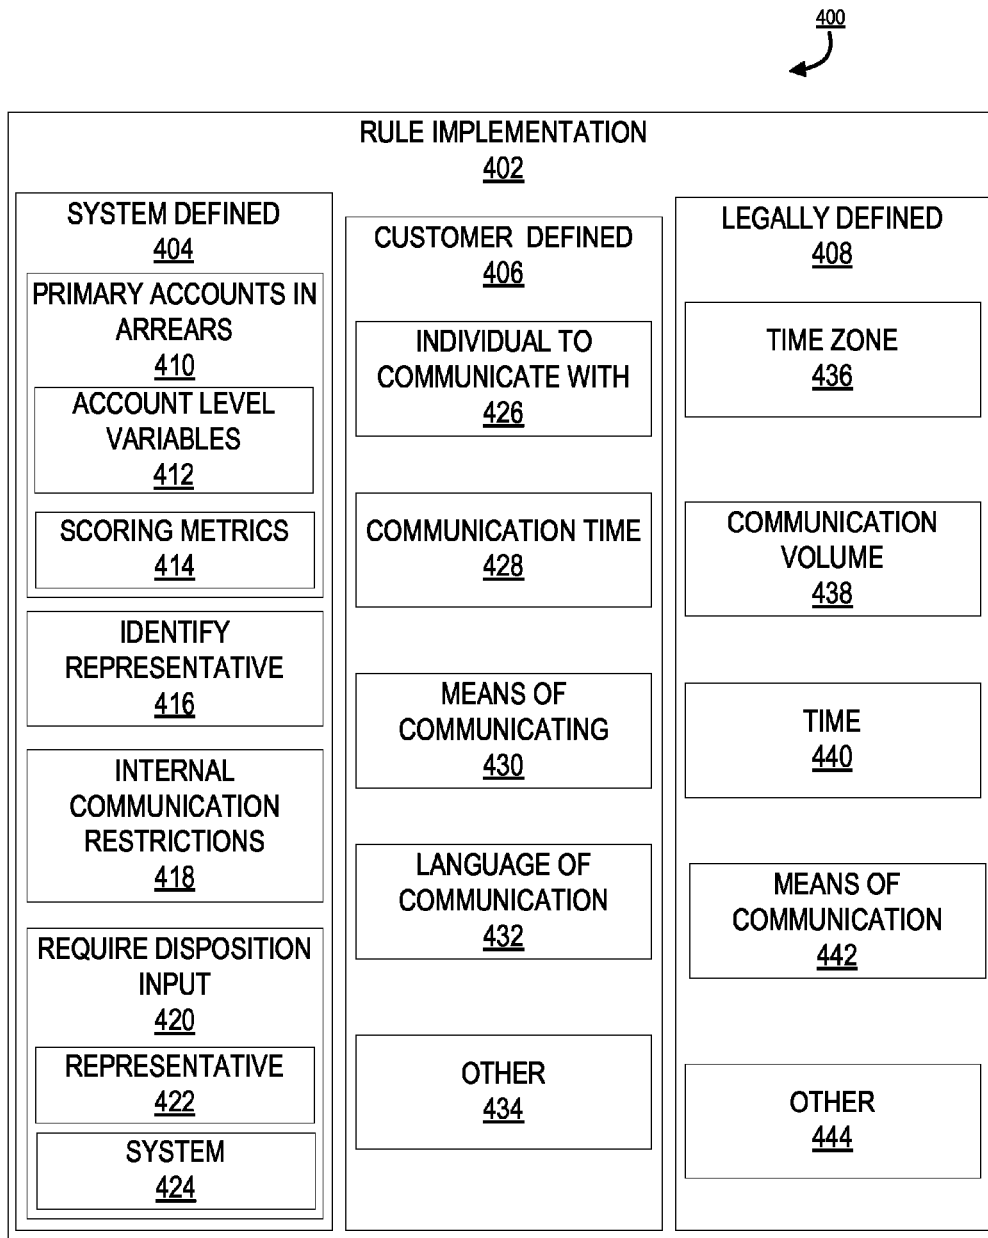 400
RULE IMPLEMENTATION
402
SYSTEM DEFINED
404
PRIMARY ACCOUNTS IN
ARREARS
410
ACCOUNT LEVEL
VARIABLES
412
SCORING METRICS
414
IDENTIFY
REPRESENTATIVE
416
INTERNAL
COMMUNICATION
RESTRICTIONS
418
REQUIRE DISPOSITION
INPUT
420
REPRESENTATIVE
422
SYSTEM
424
CUSTOMER DEFINED
406
INDIVIDUAL TO
COMMUNICATE WITH
426
COMMUNICATION TIME
428
MEANS OF
COMMUNICATING
430
LANGUAGE OF
COMMUNICATION
432
OTHER
434
LEGALLY DEFINED
408
TIME ZONE
436
COMMUNICATION
VOLUME
438
TIME
440
MEANS OF
COMMUNICATION
442
OTHER
444